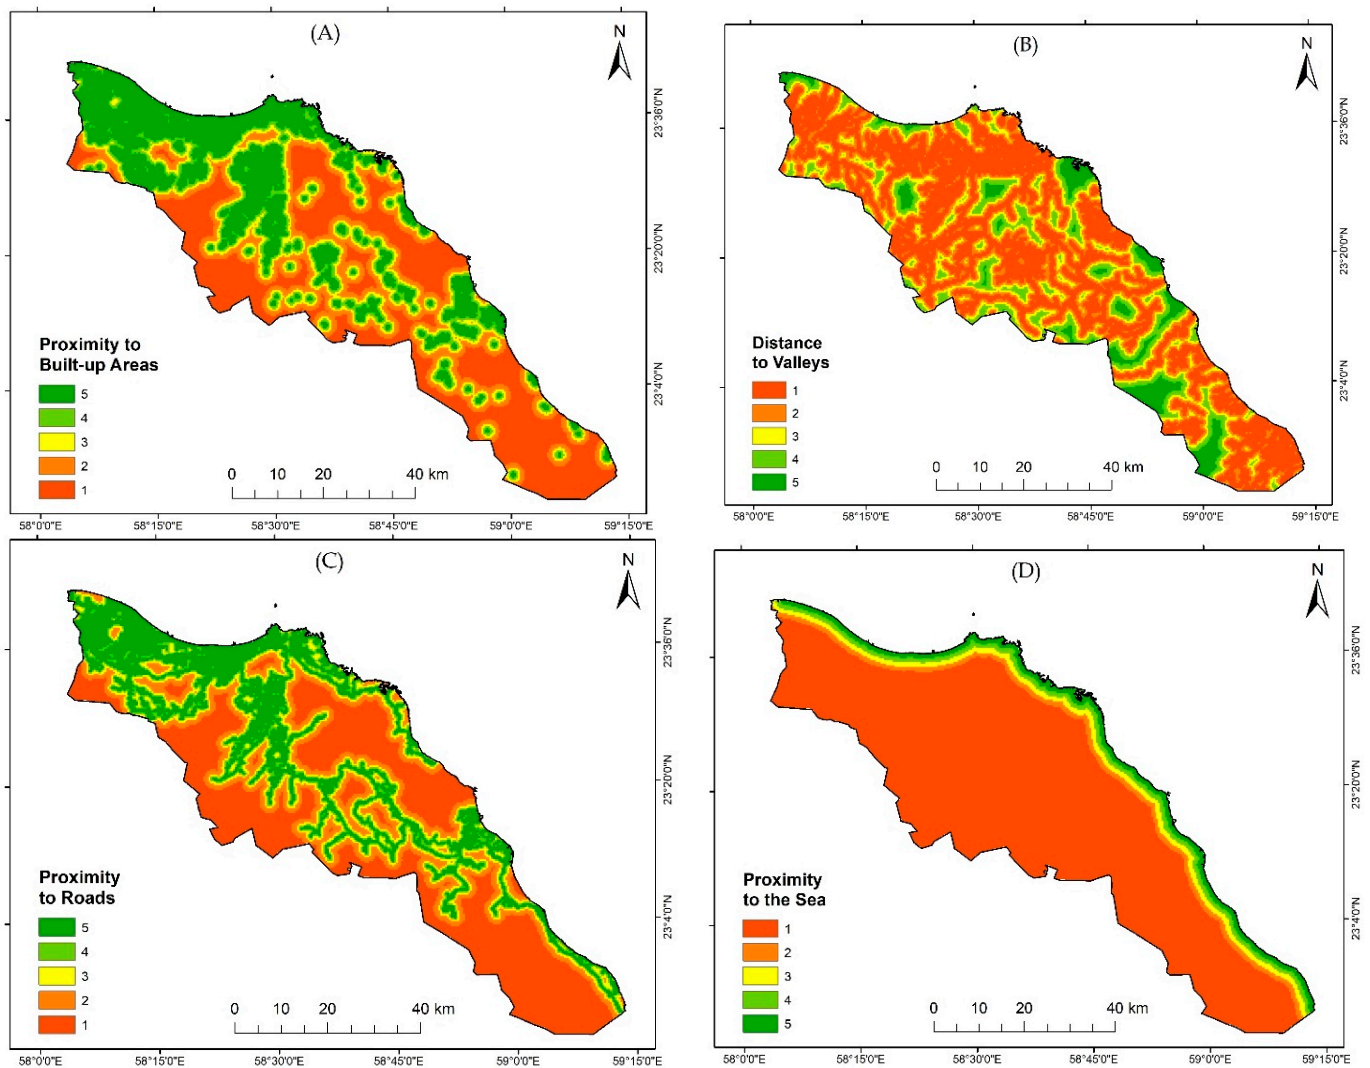 (A)
N
23°36'0"N
23°20'0"N
23°4'0"N
Proximity to
Built-up Areas
5
4
3
2
1
0 10 20 40 km
58°0'0"E 58°15'0"E 58°30'0"E 58°45'0"E 59°0'0"E 59°15'0"E
(B)
N
23°36'0"N
23°20'0"N
23°4'0"N
Distance
to Valleys
1
2
3
4
5
0 10 20 40 km
58°0'0"E 58°15'0"E 58°30'0"E 58°45'0"E 59°0'0"E 59°15'0"E
(C)
N
23°36'0"N
23°20'0"N
23°4'0"N
Proximity
to Roads
5
4
3
2
1
0 10 20 40 km
58°0'0"E 58°15'0"E 58°30'0"E 58°45'0"E 59°0'0"E 59°15'0"E
(D)
N
23°36'0"N
23°20'0"N
23°4'0"N
Proximity
to the Sea
1
2
3
4
5
0 10 20 40 km
58°0'0"E 58°15'0"E 58°30'0"E 58°45'0"E 59°0'0"E 59°15'0"E